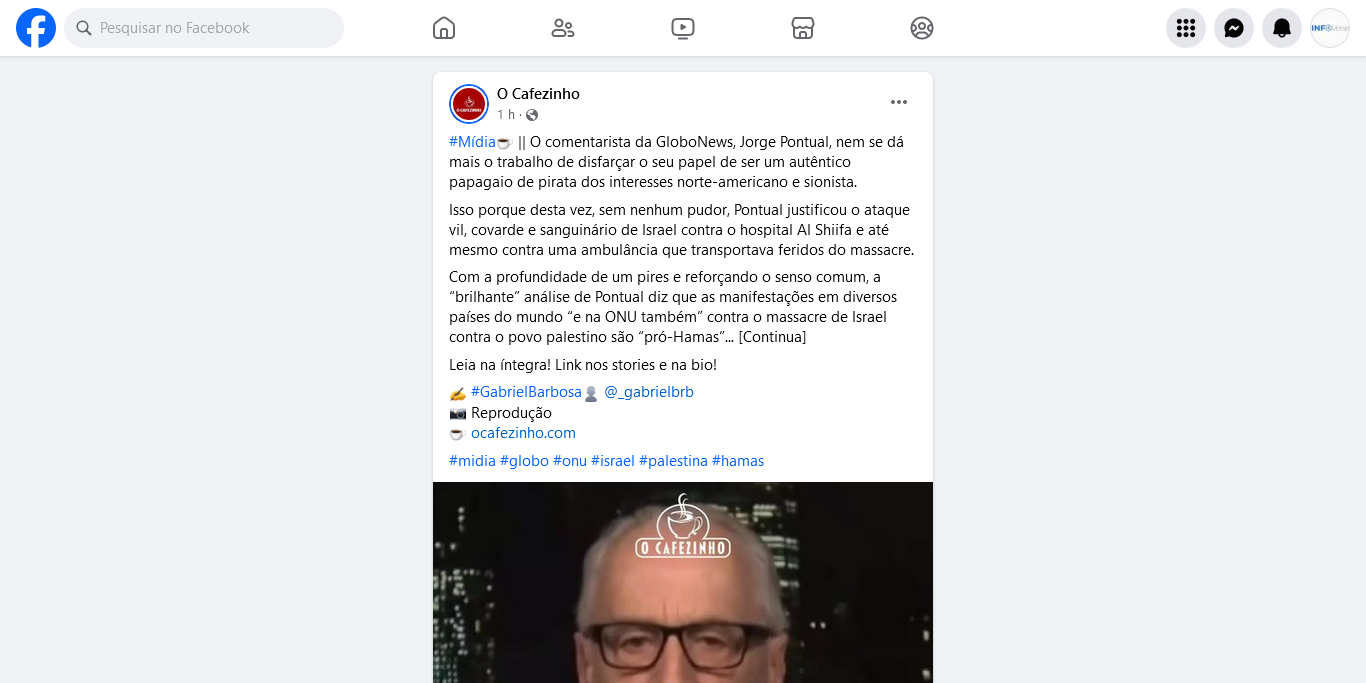 Pesquisar no Facebook
INFOVerse
O Cafezinho
1 h ·
#Mídia☕ || O comentarista da GloboNews, Jorge Pontual, nem se dá
mais o trabalho de disfarçar o seu papel de ser um autêntico
papagaio de pirata dos interesses norte-americano e sionista.
Isso porque desta vez, sem nenhum pudor, Pontual justificou o ataque
vil, covarde e sanguinário de Israel contra o hospital Al Shiifa e até
mesmo contra uma ambulância que transportava feridos do massacre.
Com a profundidade de um pires e reforçando o senso comum, a
“brilhante” análise de Pontual diz que as manifestações em diversos
países do mundo “e na ONU também” contra o massacre de Israel
contra o povo palestino são “pró-Hamas”... [Continua]
Leia na íntegra! Link nos stories e na bio!
✍ #GabrielBarbosa👤 @_gabrielbrb
📷 Reprodução
☕ ocafezinho.com
#midia #globo #onu #israel #palestina #hamas
O CAFEZINHO